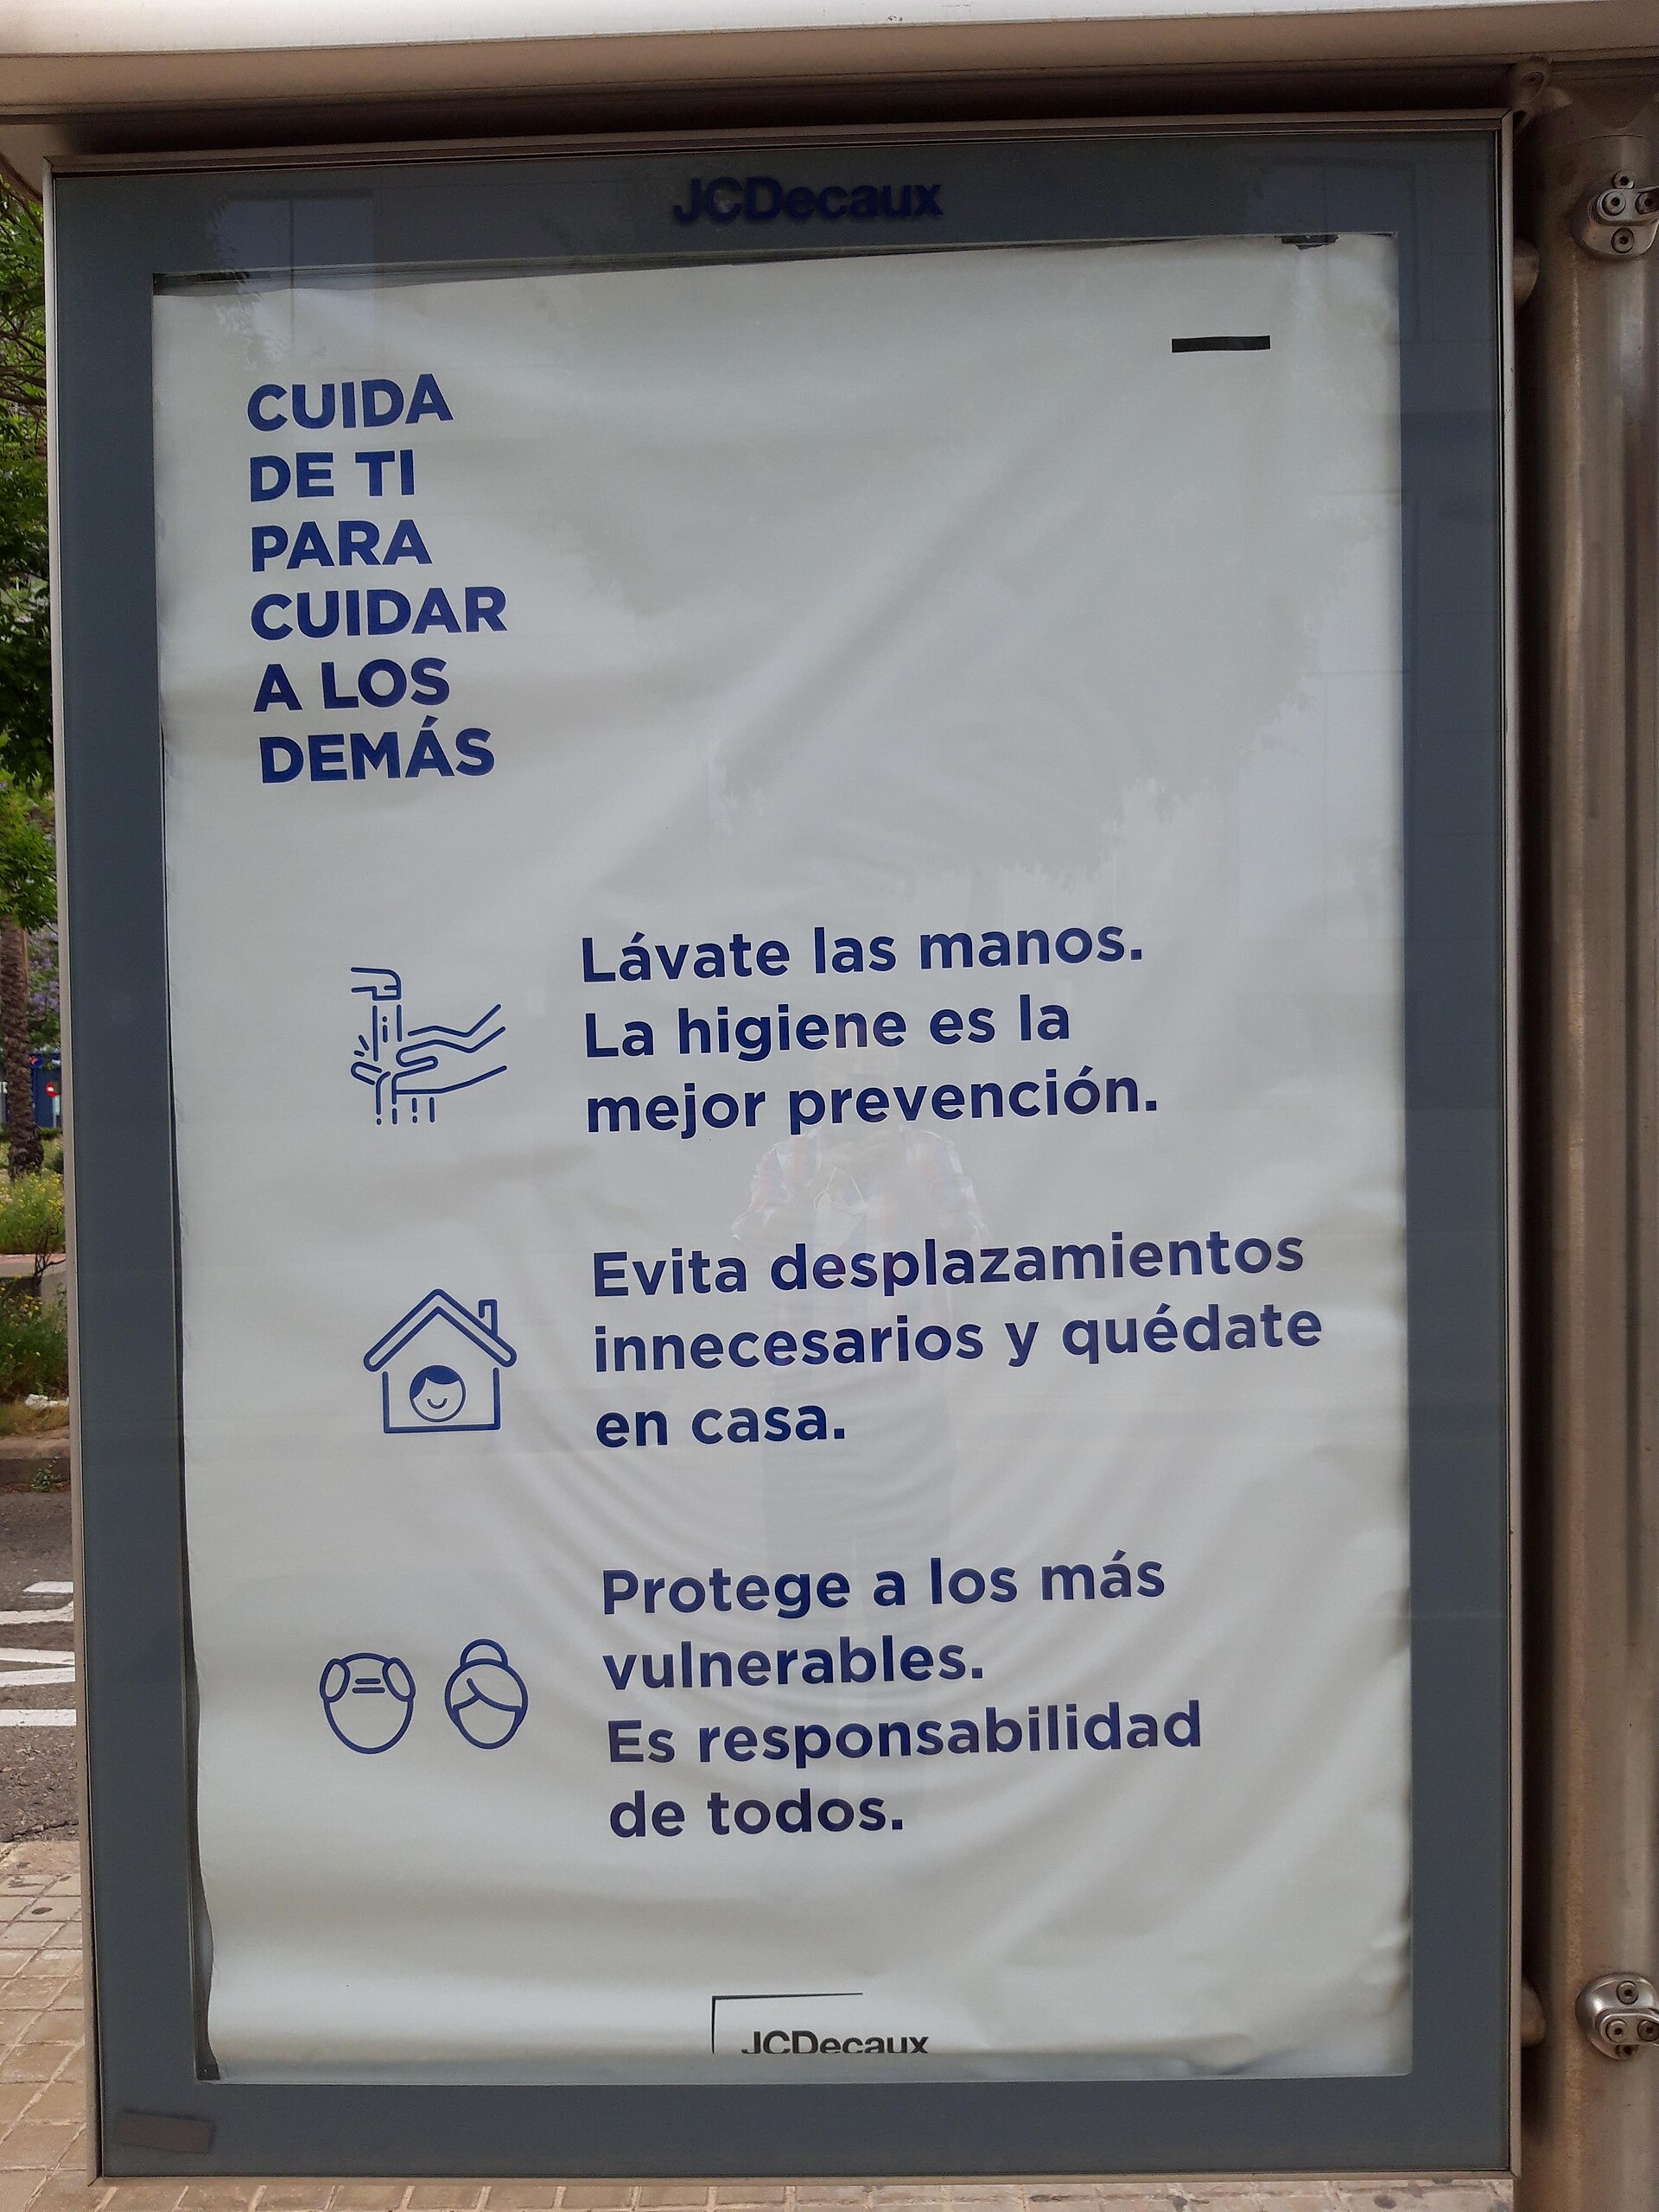 JCDecaux
CUIDA
DE TI
PARA
CUIDAR
A LOS
DEMÁS
Lávate las manos.
La higiene es la
mejor prevención.
Evita desplazamientos
innecesarios y quédate
en casa.
Protege a los más
vulnerables.
Es responsabilidad
de todos.
JCDecaux